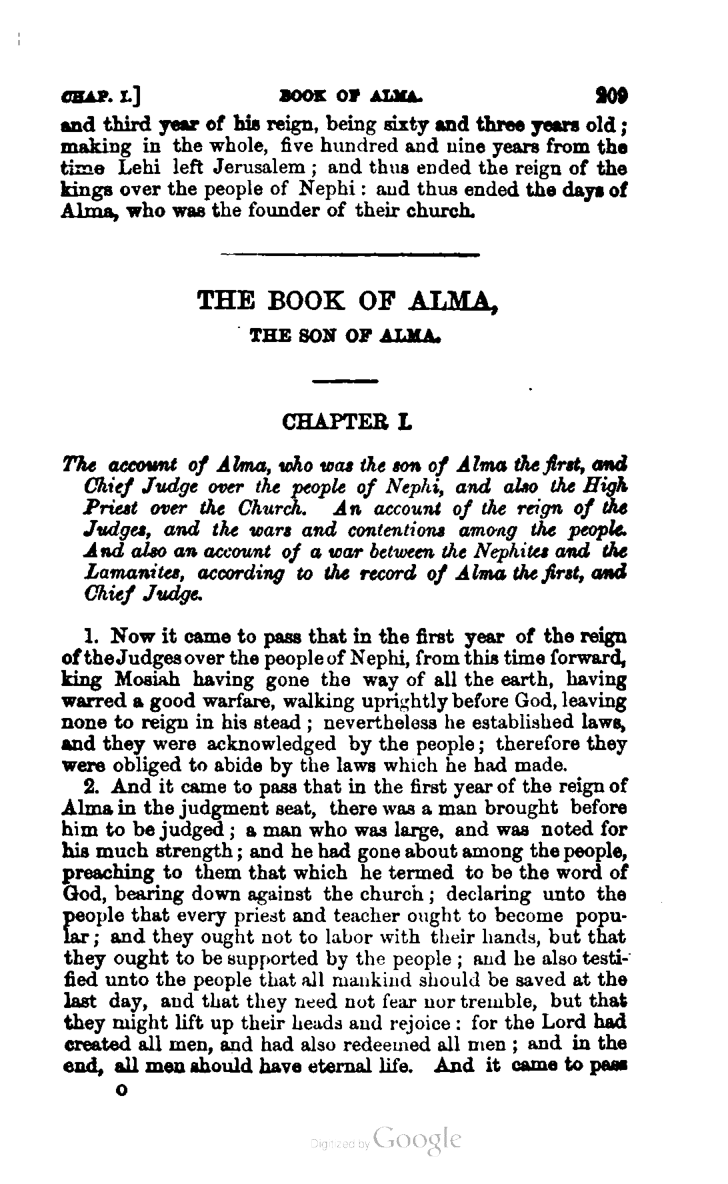 CHAP. I.] BOOK OF ALMA. 209
and third year of his reign, being sixty and three years old;
making in the whole, five hundred and nine years from the
time Lehi left Jerusalem; and thus ended the reign of the
kings over the people of Nephi: and thus ended the days of
Alma, who was the founder of their church.
THE BOOK OF ALMA,
THE SON OF ALMA.
CHAPTER I.
The account of Alma, who was the son of Alma the first, and
Chief Judge over the people of Nephi, and also the High
Priest over the Church. An account of the reign of the
Judges, and the wars and contentions among the people.
And also an account of a war between the Nephites and the
Lamanites, according to the record of Alma the first, and
Chief Judge.
1. Now it came to pass that in the first year of the reign
of the Judges over the people of Nephi, from this time forward,
king Mosiah having gone the way of all the earth, having
warred a good warfare, walking uprightly before God, leaving
none to reign in his stead; nevertheless he established laws,
and they were acknowledged by the people; therefore they
were obliged to abide by the laws which he had made.
2. And it came to pass that in the first year of the reign of
Alma in the judgment seat, there was a man brought before
him to be judged; a man who was large, and was noted for
his much strength; and he had gone about among the people,
preaching to them that which he termed to be the word of
God, bearing down against the church; declaring unto the
people that every priest and teacher ought to become popu-
lar; and they ought not to labor with their hands, but that
they ought to be supported by the people; and he also testi-
fied unto the people that all mankind should be saved at the
last day, and that they need not fear nor tremble, but that
they might lift up their heads and rejoice: for the Lord had
created all men, and had also redeemed all men; and in the
end, all men should have eternal life. And it came to pass
O
Digitized by Google